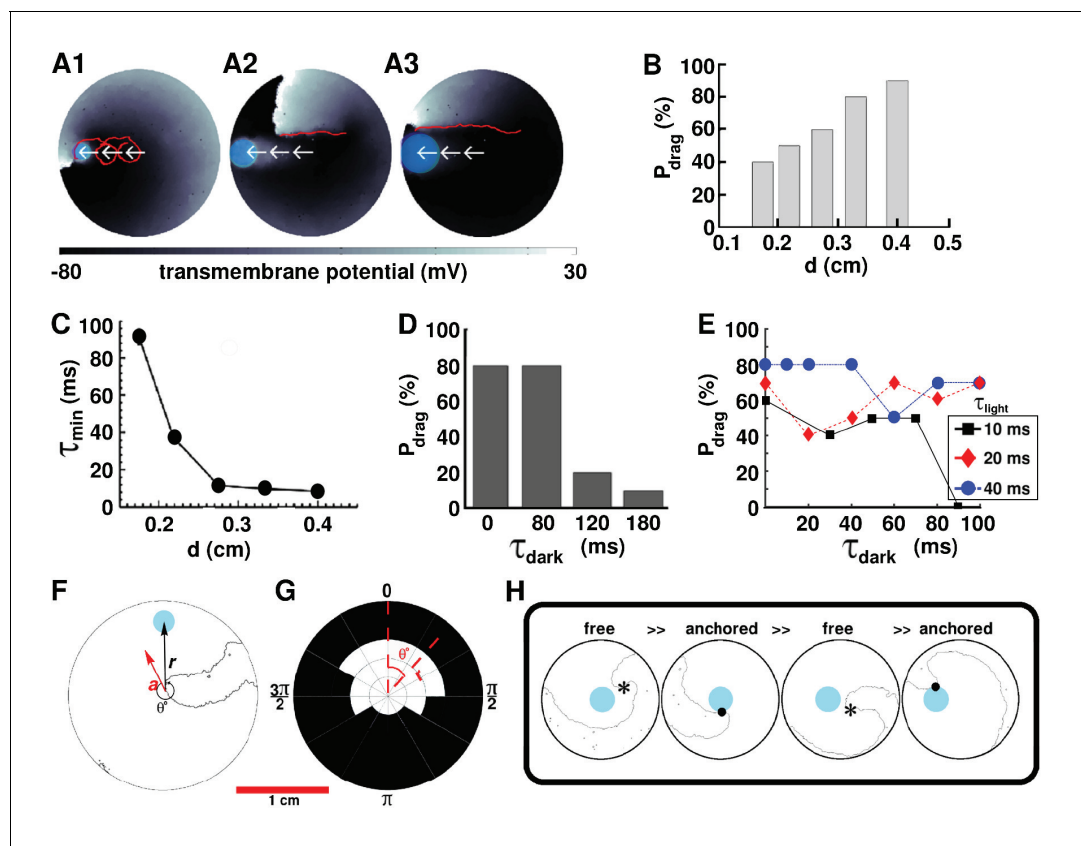 A1
A2
A3
-80
transmembrane potential (mV)
30
B
P_drag (%)
100
80
60
40
20
0
0.1
0.2
0.3
0.4
0.5
d (cm)
C
τ_min (ms)
100
80
60
40
20
0
0.2
0.3
0.4
d (cm)
D
P_drag (%)
100
80
60
40
20
0
0
80
120
180
τ_dark (ms)
E
P_drag (%)
100
80
60
40
20
0
20
40
60
80
100
τ_dark (ms)
τ_light
10 ms
20 ms
40 ms
F
r
a
θ°
1 cm
G
0
θ°
r
3π/2
π/2
π
H
free >> anchored >> free >> anchored
*
*